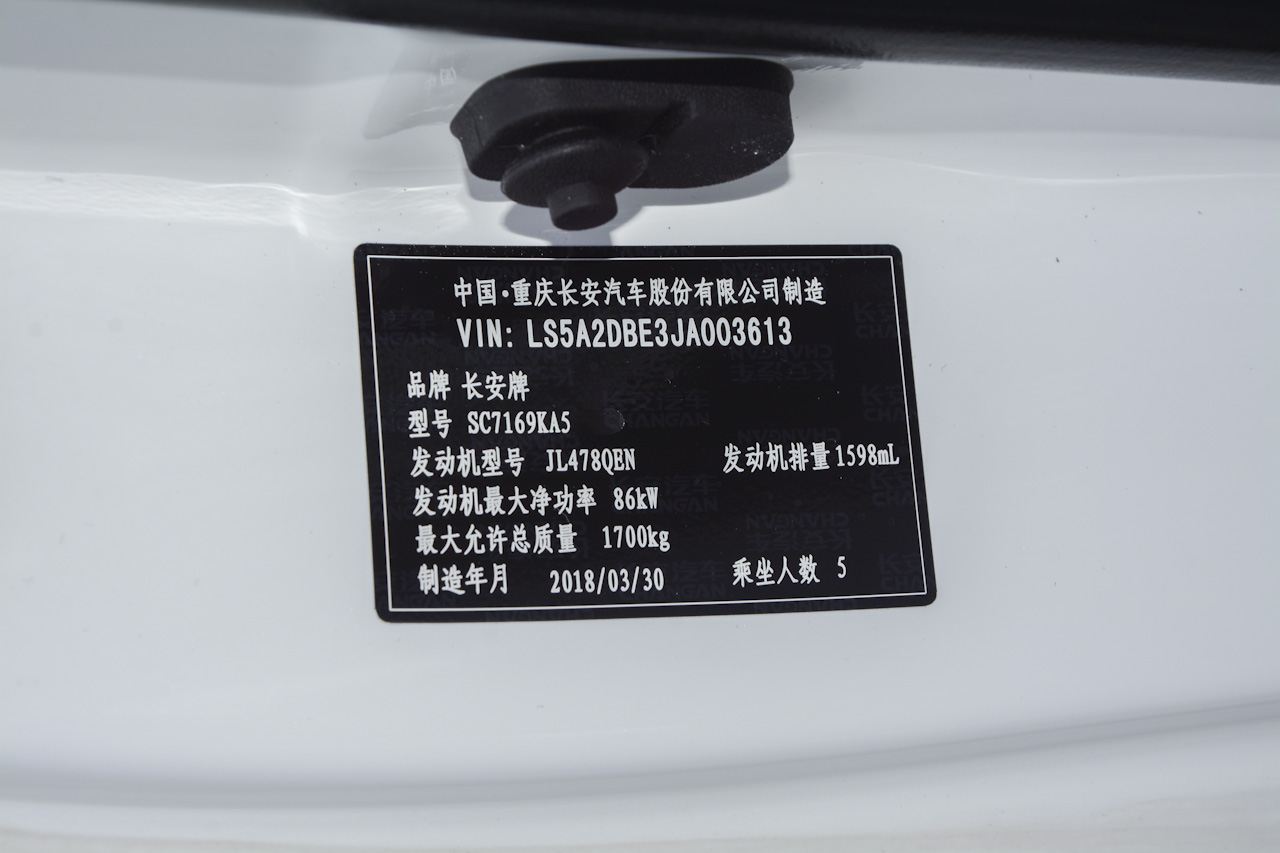 中国·重庆长安汽车股份有限公司制造
VIN: LS5A2DBE3JA003613
品牌 长安牌
型号 SC7169KA5
发动机型号 JL478QEN 发动机排量 1598mL
发动机最大净功率 86kW
最大允许总质量 1700kg
制造年月 2018/03/30 乘坐人数 5